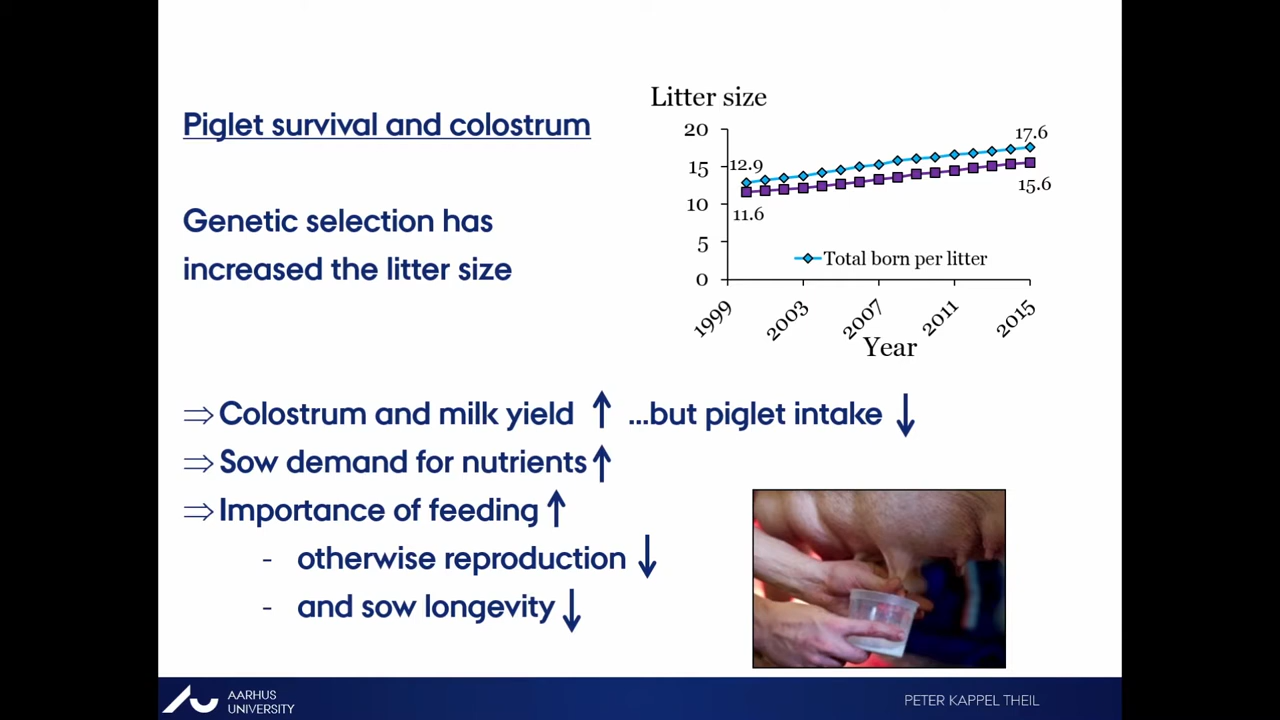 Piglet survival and colostrum
Genetic selection has
increased the litter size
Litter size
20
15
10
5
0
12.9
17.6
11.6
15.6
Total born per litter
1999
2003
2007
2011
2015
Year
⇒ Colostrum and milk yield ↑ ...but piglet intake ↓
⇒ Sow demand for nutrients ↑
⇒ Importance of feeding ↑
- otherwise reproduction ↓
- and sow longevity ↓
AARHUS
UNIVERSITY
PETER KAPPEL THEIL